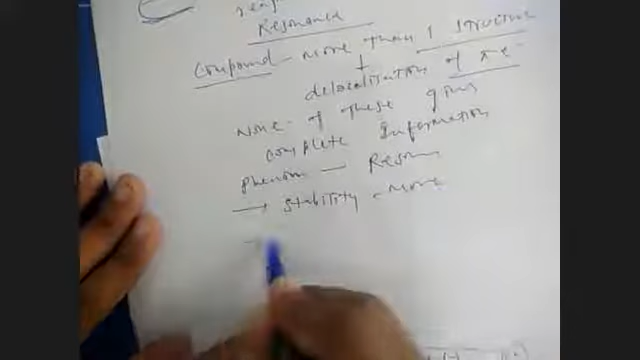 Resonance
Compound - more than 1 structure
↓
delocalisation of π e⁻
None of these gives
complete Information
phenom — Reson
→ stability - more